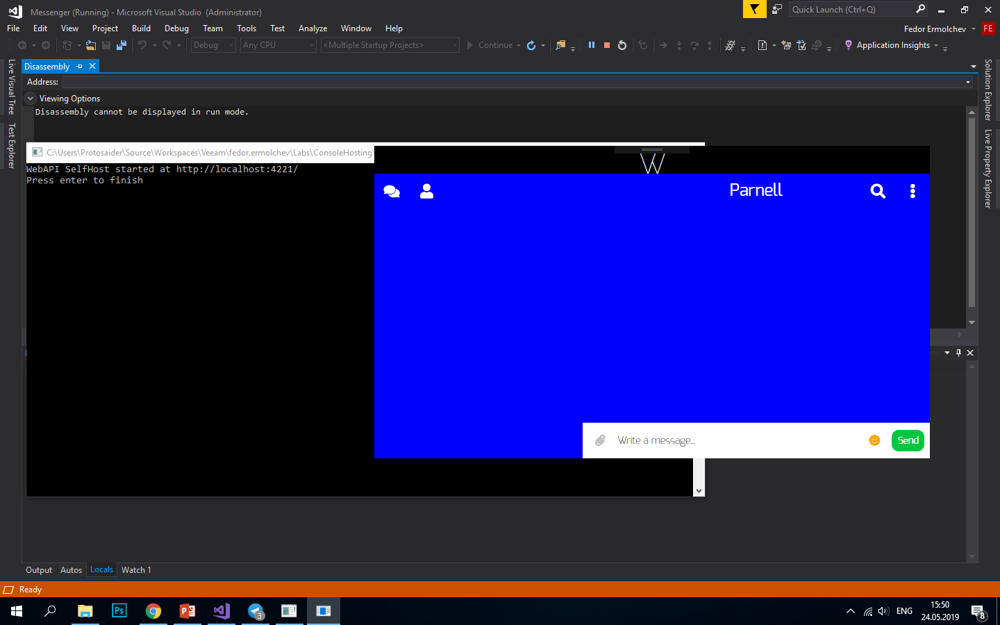 Messenger (Running) - Microsoft Visual Studio (Administrator)
Quick Launch (Ctrl+Q)
File Edit View Project Build Debug Team Tools Test Analyze Window Help
Fedor Ermolchev FE
Debug Any CPU <Multiple Startup Projects> Continue Application Insights
Live Visual Tree
Test Explorer
Solution Explorer
Live Property Explorer
Disassembly
Address:
Viewing Options
Disassembly cannot be displayed in run mode.
C:\Users\Protosaider\Source\Workspaces\Veeam\fedor.ermolchev\Labs\ConsoleHosting\
WebAPI SelfHost started at http://localhost:4221/
Press enter to finish
W
Parnell
Write a message...
Send
Output Autos Locals Watch 1
Ready
Ps
3
ENG
15:50
24.05.2019
8